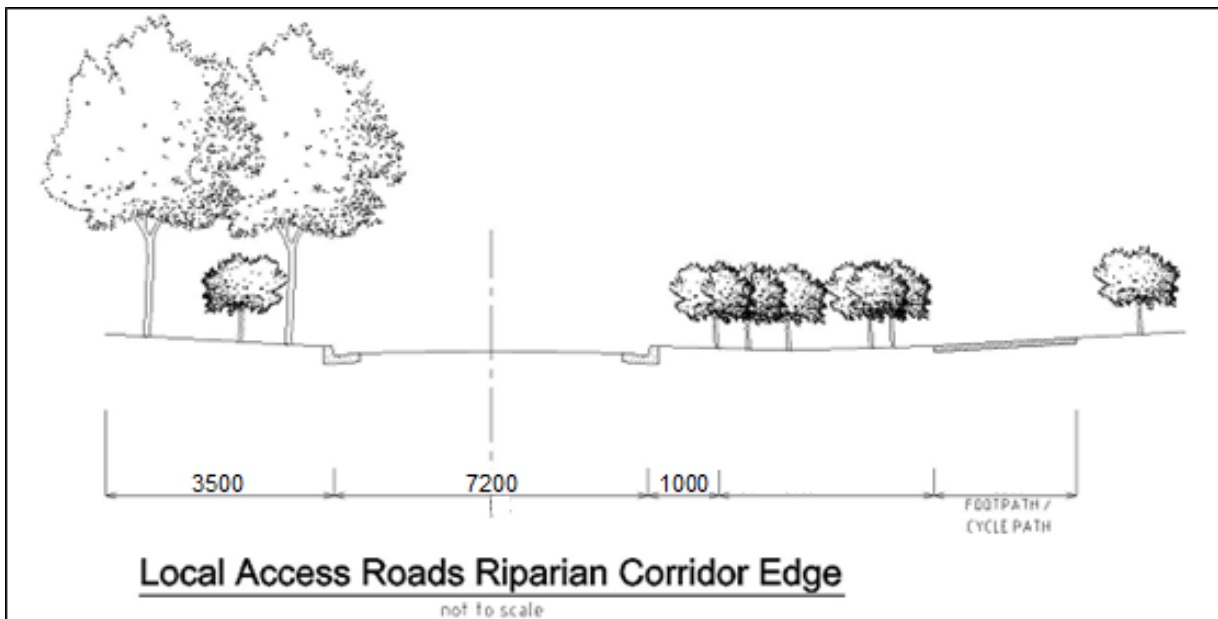 3500 7200 1000
FOOTPATH /
CYCLE PATH
Local Access Roads Riparian Corridor Edge
not to scale